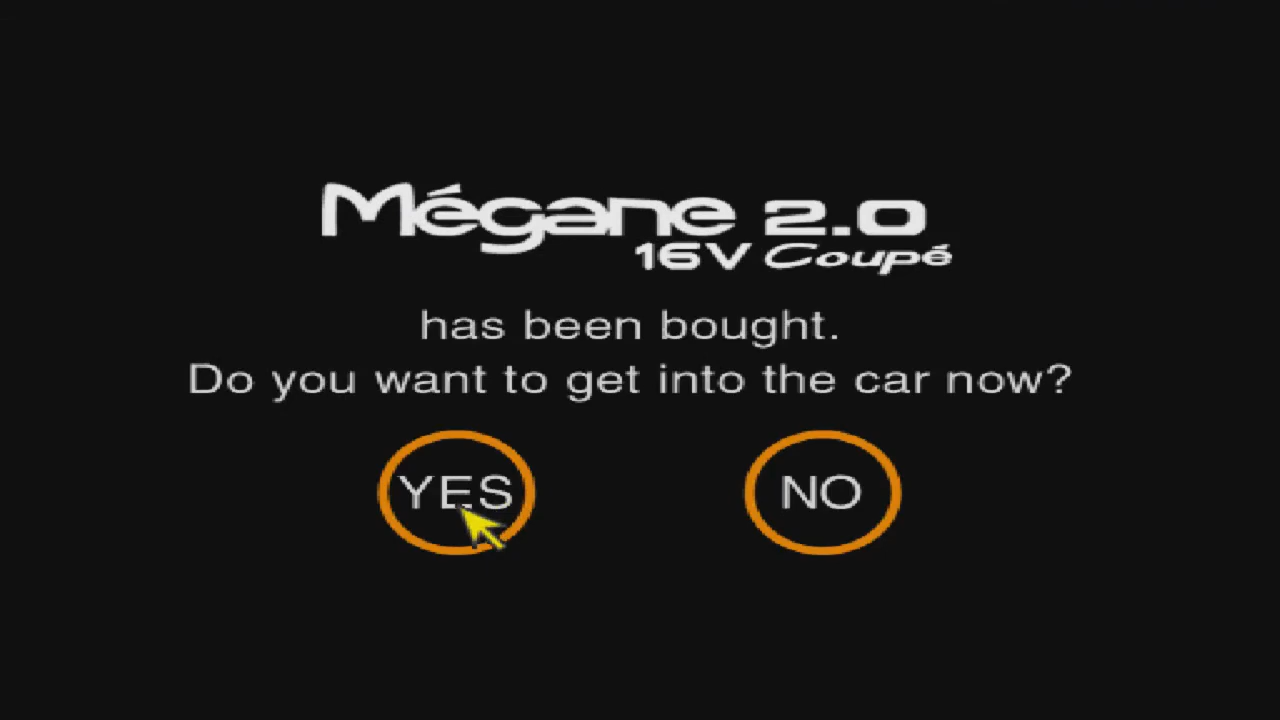 Mégane 2.0
16V Coupé
has been bought.
Do you want to get into the car now?
YES NO